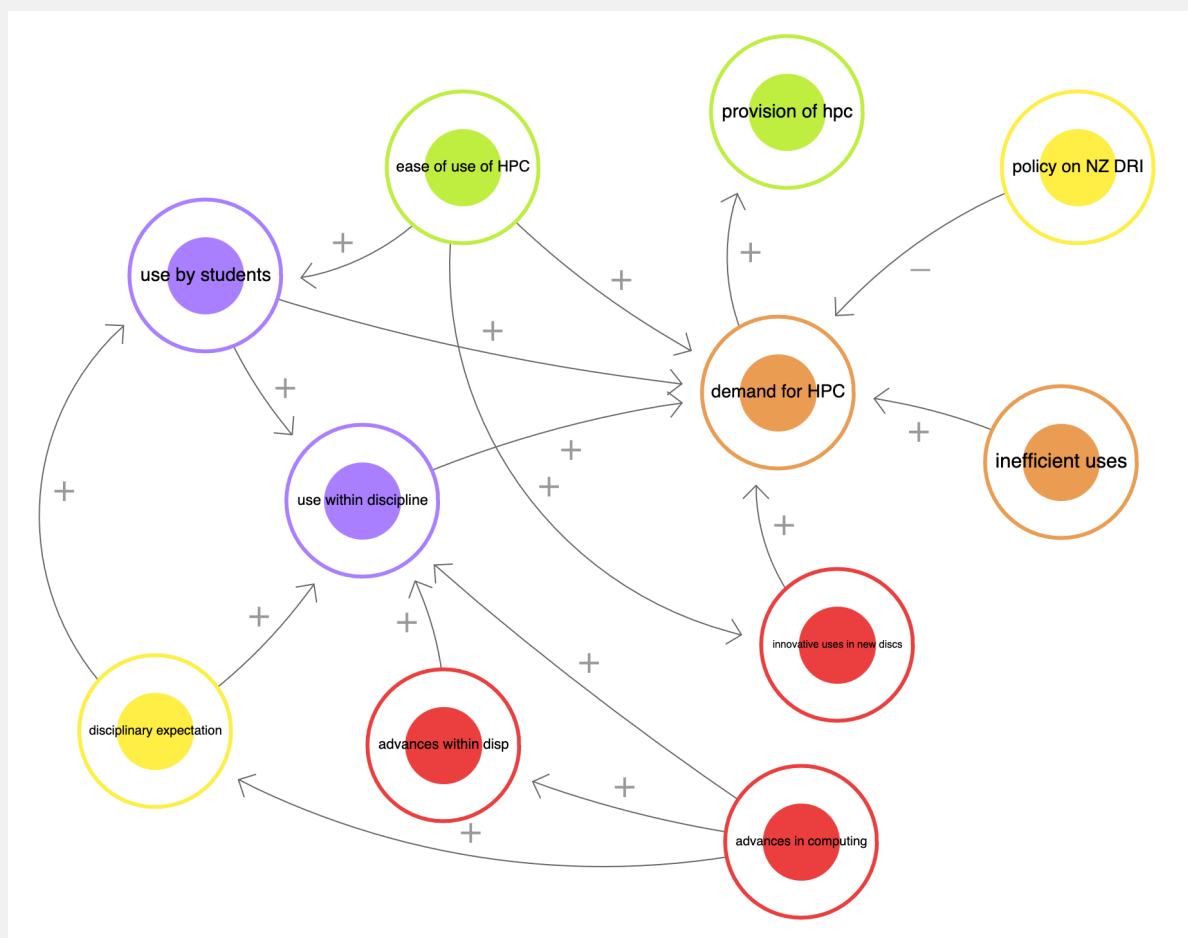 provision of hpc
ease of use of HPC
policy on NZ DRI
+
+
+
−
use by students
+
+
demand for HPC
+
+
inefficient uses
+
+
+
use within discipline
+
+
innovative uses in new discs
+
+
+
disciplinary expectation
advances within disp
+
+
advances in computing